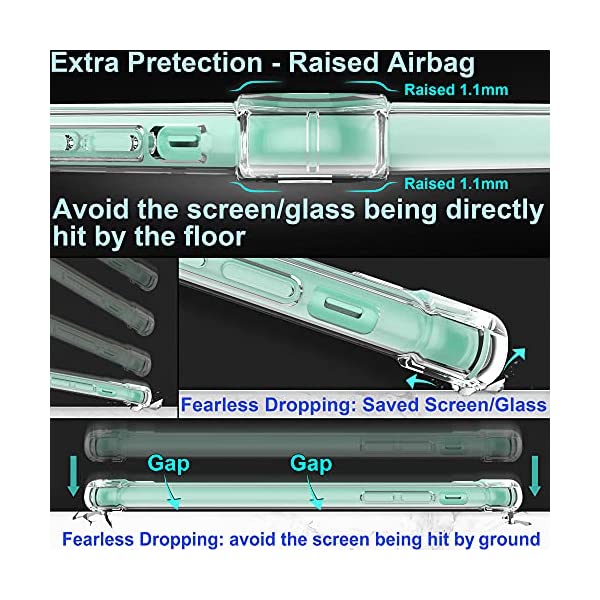 Extra Pretection - Raised Airbag
Raised 1.1mm
Raised 1.1mm
Avoid the screen/glass being directly
hit by the floor
Fearless Dropping: Saved Screen/Glass
Gap
Gap
Fearless Dropping: avoid the screen being hit by ground